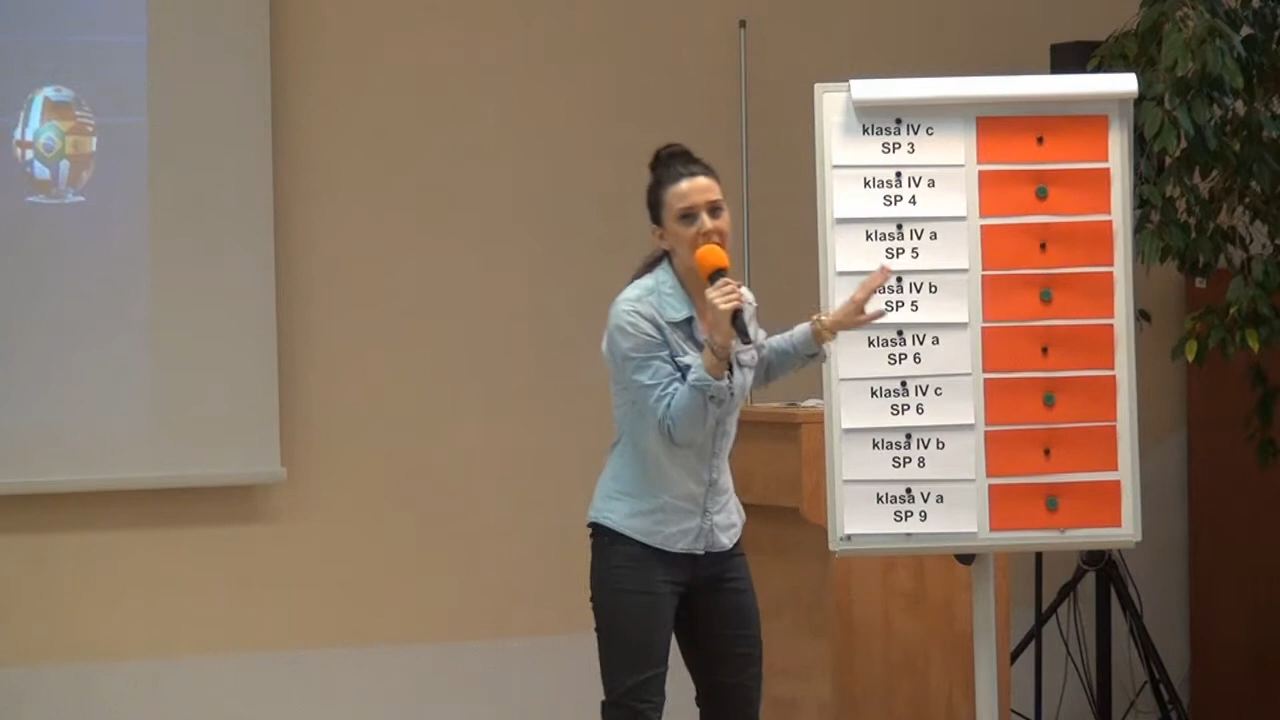 klasa IV c
SP 3
klasa IV a
SP 4
klasa IV a
SP 5
klasa IV b
SP 5
klasa IV a
SP 6
klasa IV c
SP 6
klasa IV b
SP 8
klasa V a
SP 9